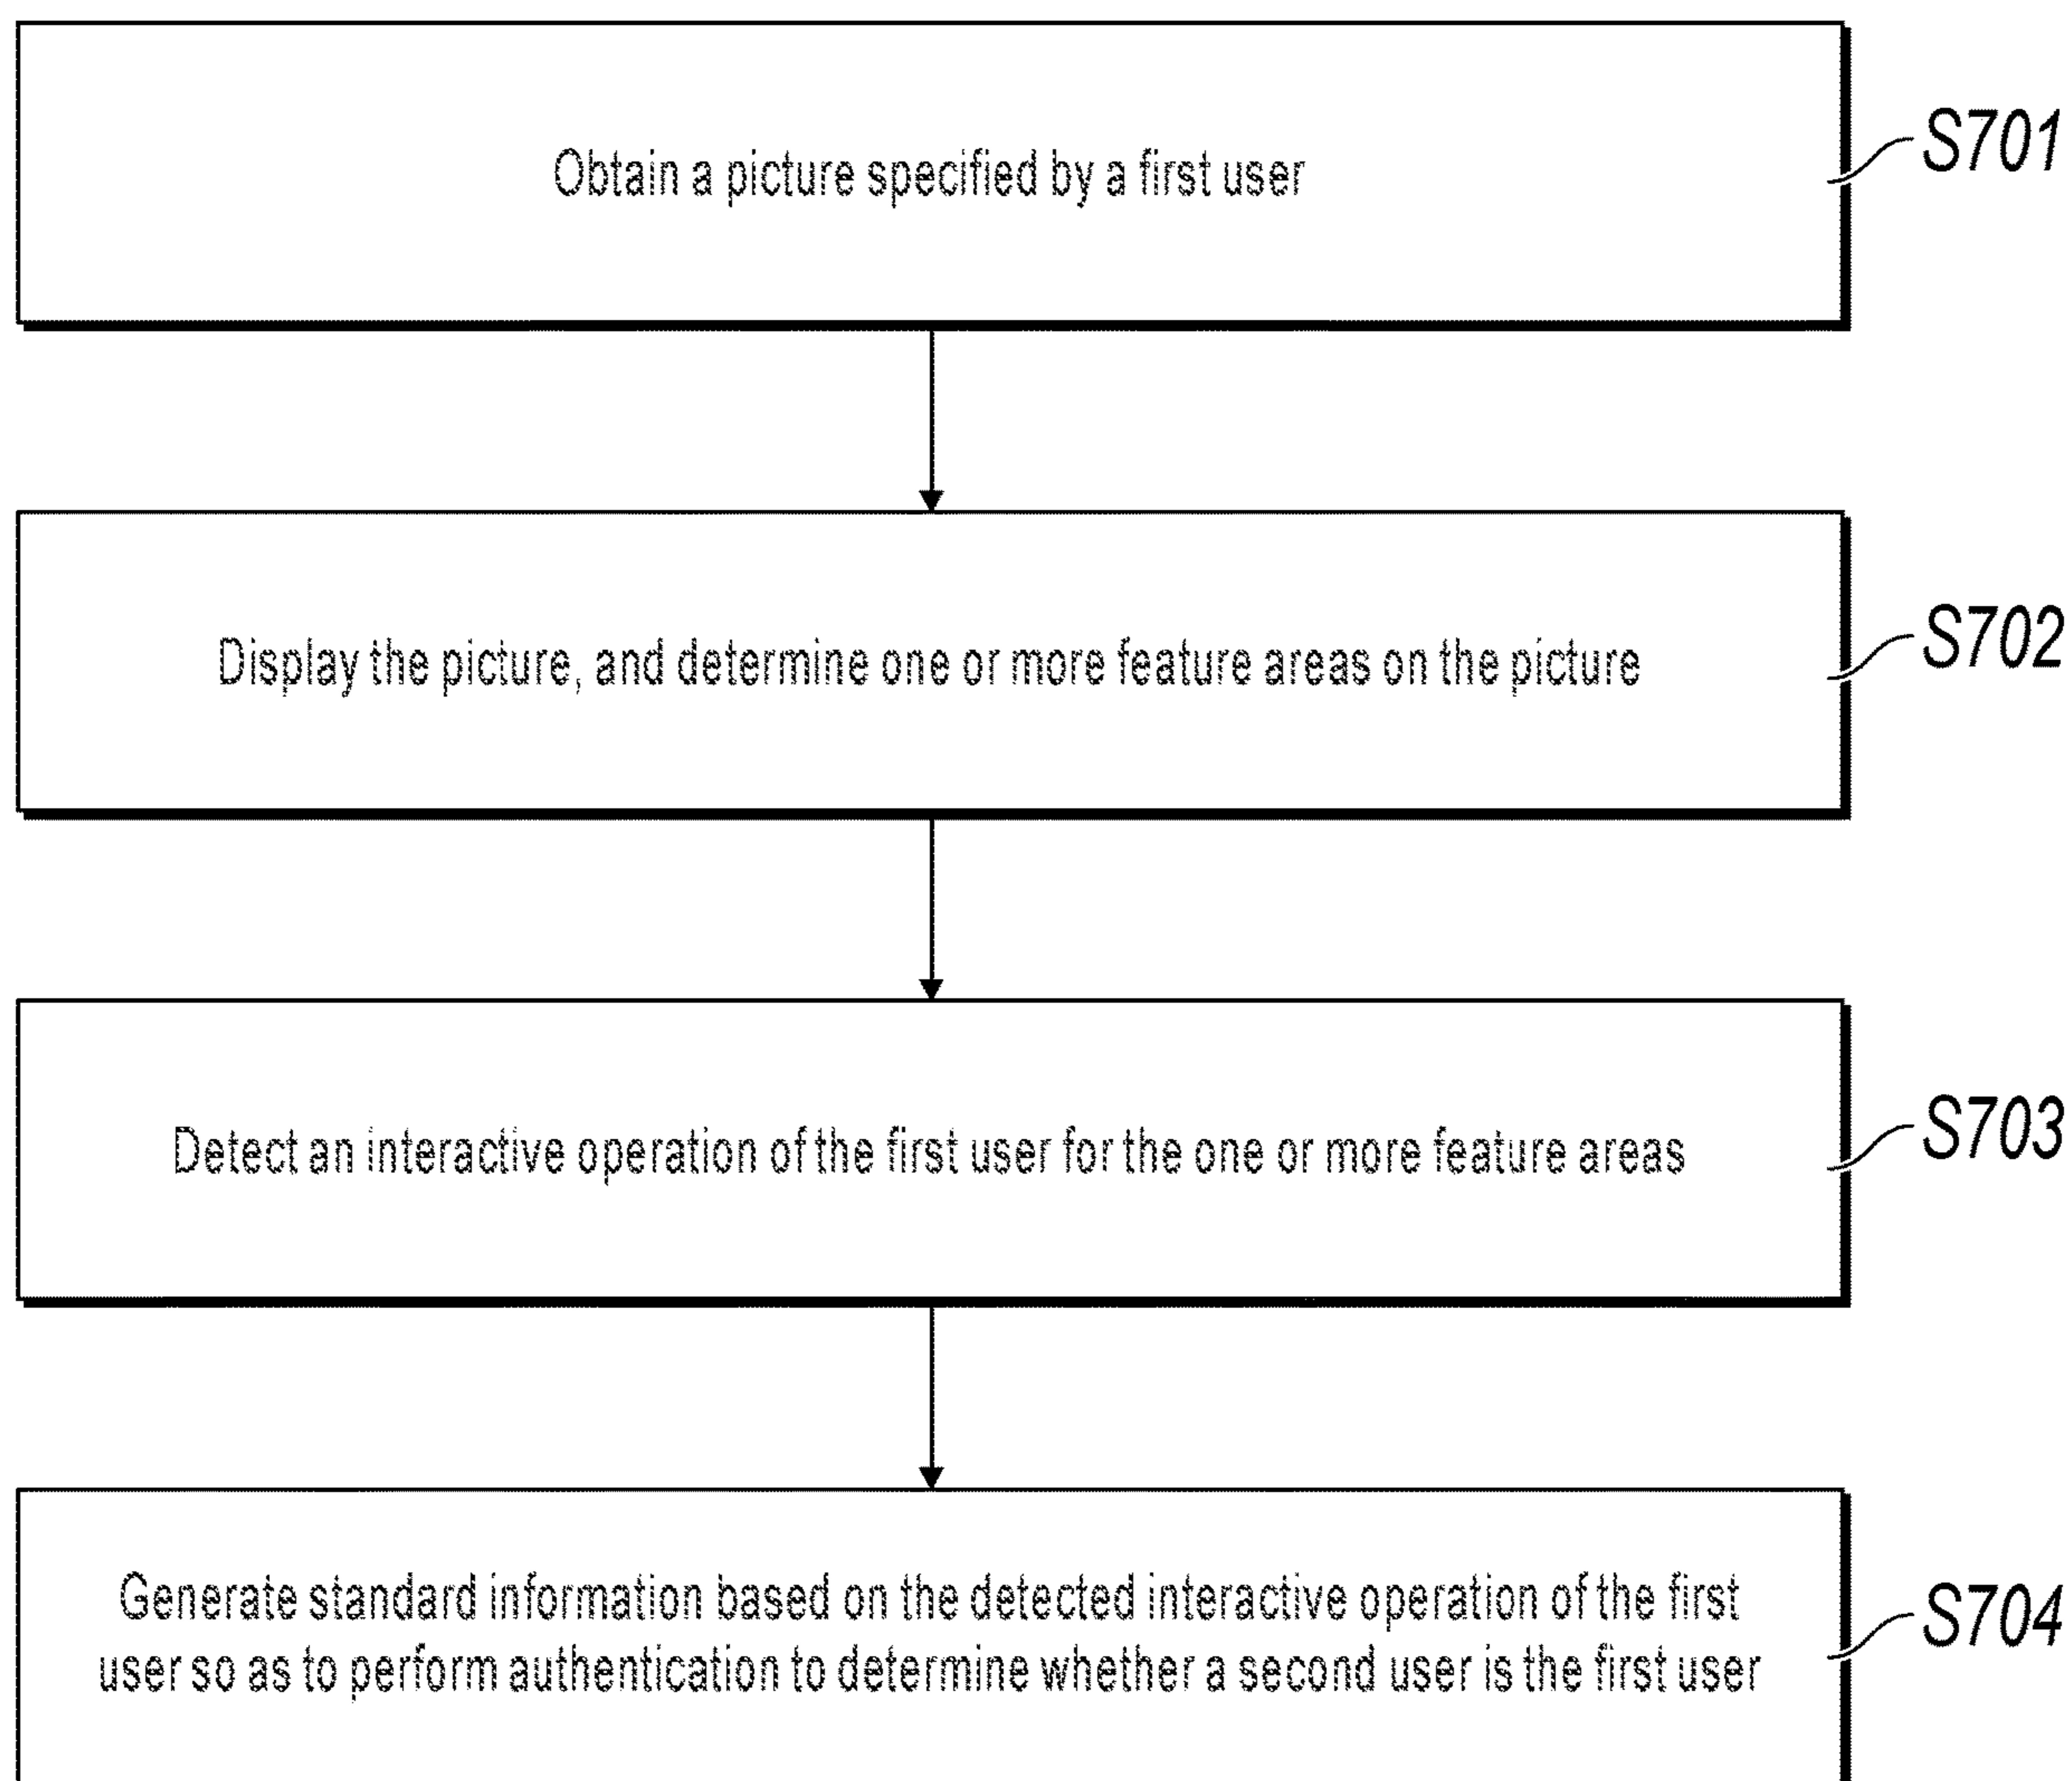 Obtain a picture specified by a first user
S701
Display the picture, and determine one or more feature areas on the picture
S702
Detect an interactive operation of the first user for the one or more feature areas
S703
Generate standard information based on the detected interactive operation of the first
user so as to perform authentication to determine whether a second user is the first user
S704